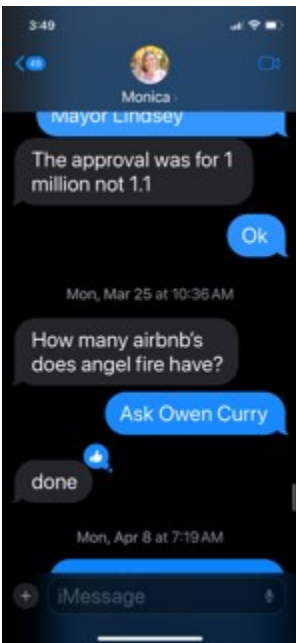 3:49
49
Monica
Mayor Lindsey
The approval was for 1
million not 1.1
Ok
Mon, Mar 25 at 10:36 AM
How many airbnb's
does angel fire have?
Ask Owen Curry
done
Mon, Apr 8 at 7:19 AM
iMessage